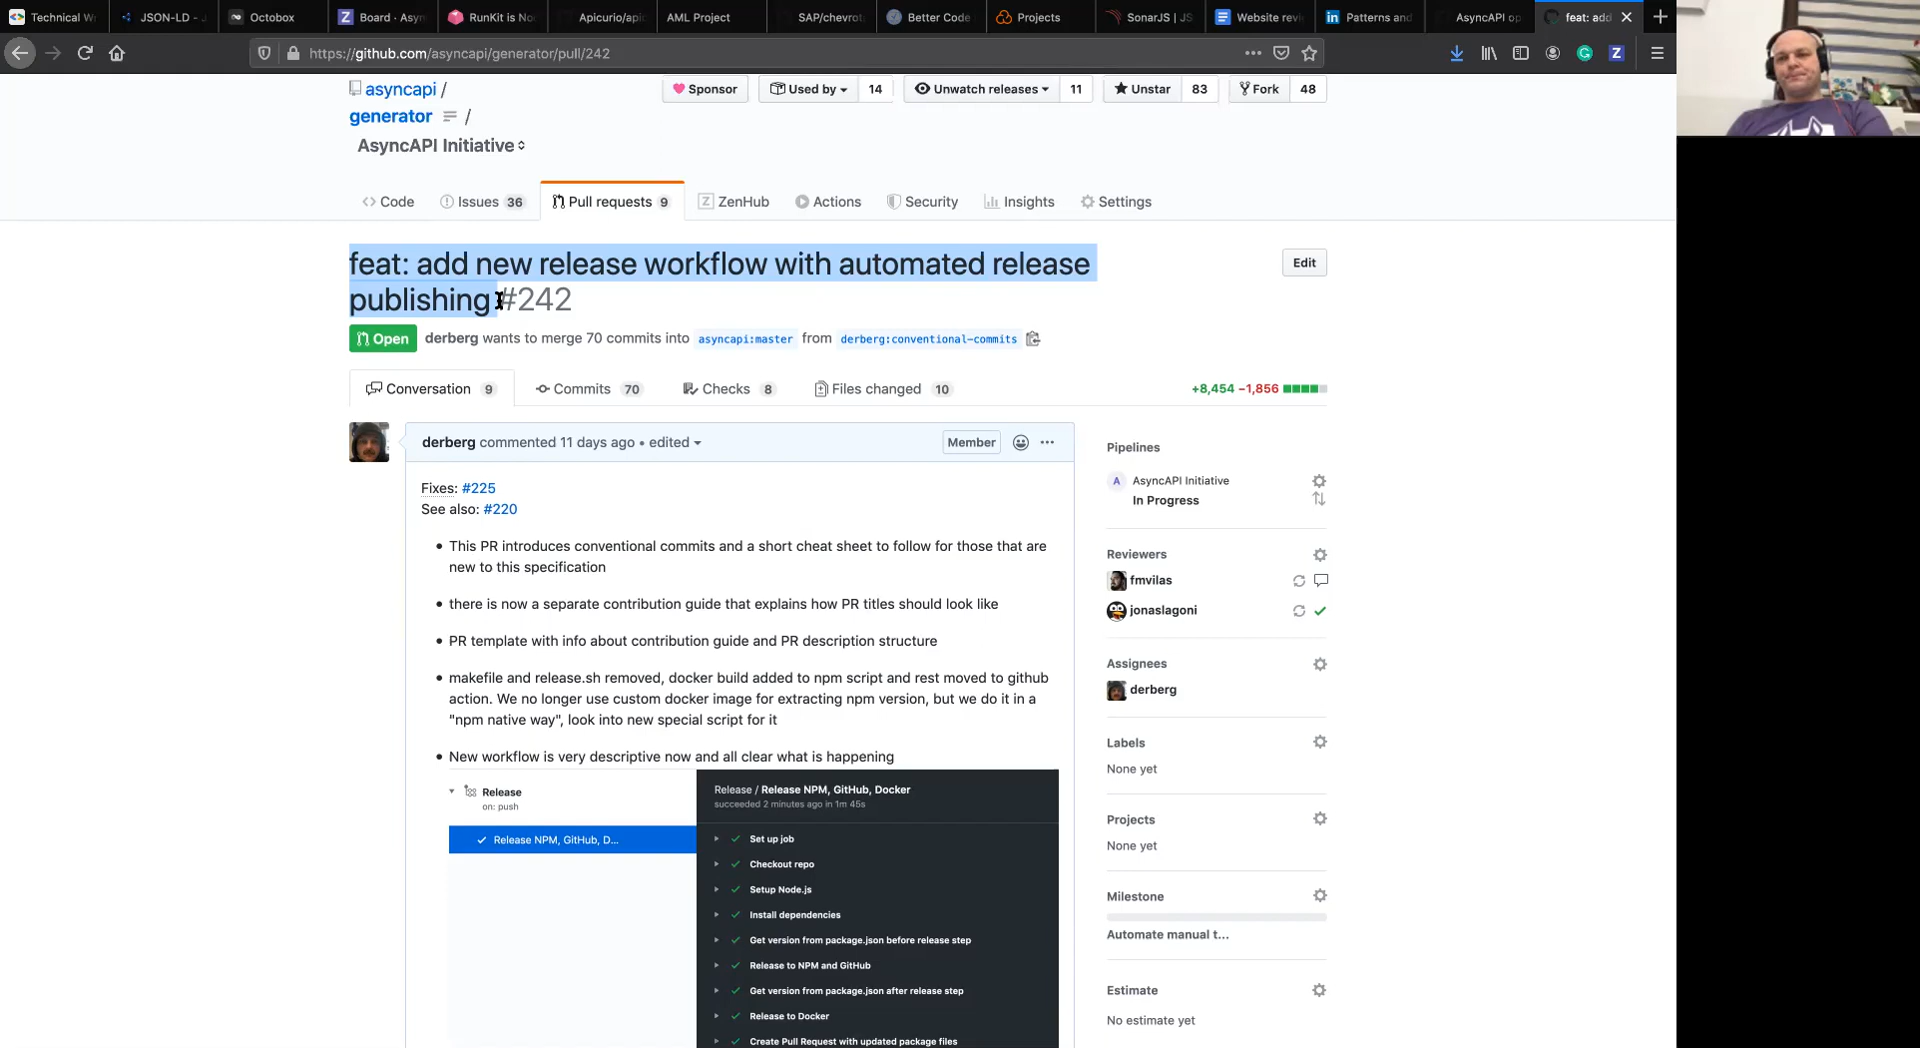 Technical W
JSON-LD - J
Octobox
Board · Asyn
RunKit is No
Apicurio/apic
AML Project
SAP/chevrot
Better Code
Projects
SonarJS | JS
Website revi
Patterns and
AsyncAPI op
feat: add
https://github.com/asyncapi/generator/pull/242
asyncapi /
generator /
AsyncAPI Initiative
Sponsor
Used by 14
Unwatch releases 11
Unstar 83
Fork 48
Code
Issues 36
Pull requests 9
ZenHub
Actions
Security
Insights
Settings
feat: add new release workflow with automated release
publishing #242
Edit
Open
derberg wants to merge 70 commits into asyncapi:master from derberg:conventional-commits
Conversation 9
Commits 70
Checks 8
Files changed 10
+8,454 −1,856
derberg commented 11 days ago • edited
Member
Fixes: #225
See also: #220
• This PR introduces conventional commits and a short cheat sheet to follow for those that are
new to this specification
• there is now a separate contribution guide that explains how PR titles should look like
• PR template with info about contribution guide and PR description structure
• makefile and release.sh removed, docker build added to npm script and rest moved to github
action. We no longer use custom docker image for extracting npm version, but we do it in a
"npm native way", look into new special script for it
• New workflow is very descriptive now and all clear what is happening
Release
on: push
Release NPM, GitHub, D...
Release / Release NPM, GitHub, Docker
succeeded 2 minutes ago in 1m 45s
Set up job
Checkout repo
Setup Node.js
Install dependencies
Get version from package.json before release step
Release to NPM and GitHub
Get version from package.json after release step
Release to Docker
Create Pull Request with updated package files
Pipelines
A AsyncAPI Initiative
In Progress
Reviewers
fmvilas
jonaslagoni
Assignees
derberg
Labels
None yet
Projects
None yet
Milestone
Automate manual t...
Estimate
No estimate yet